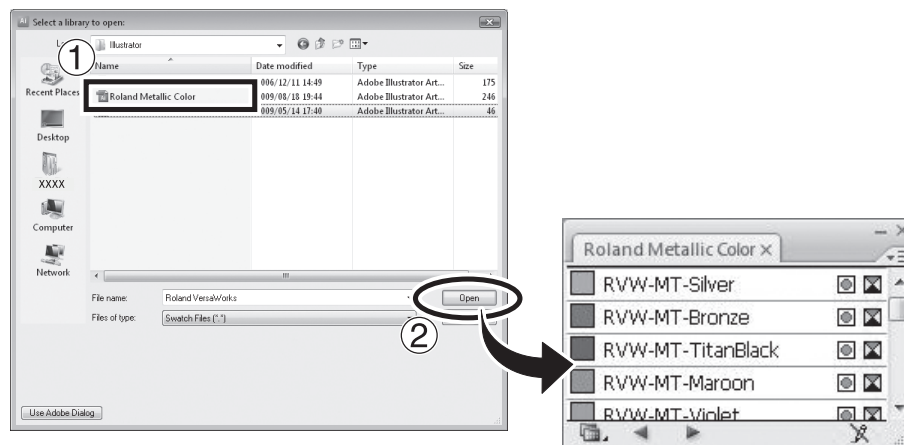 Select a library to open:
Illustrator
1
Name Date modified Type Size
006/12/11 14:49 Adobe Illustrator Art... 175
Roland Metallic Color 009/08/18 19:44 Adobe Illustrator Art... 246
009/05/14 17:40 Adobe Illustrator Art... 46
Recent Places
Desktop
XXXX
Computer
Network
File name: Roland VersaWorks Open
Files of type: Swatch Files (*.*)
2
Use Adobe Dialog
Roland Metallic Color
RVW-MT-Silver
RVW-MT-Bronze
RVW-MT-TitanBlack
RVW-MT-Maroon
RVW-MT-Violet